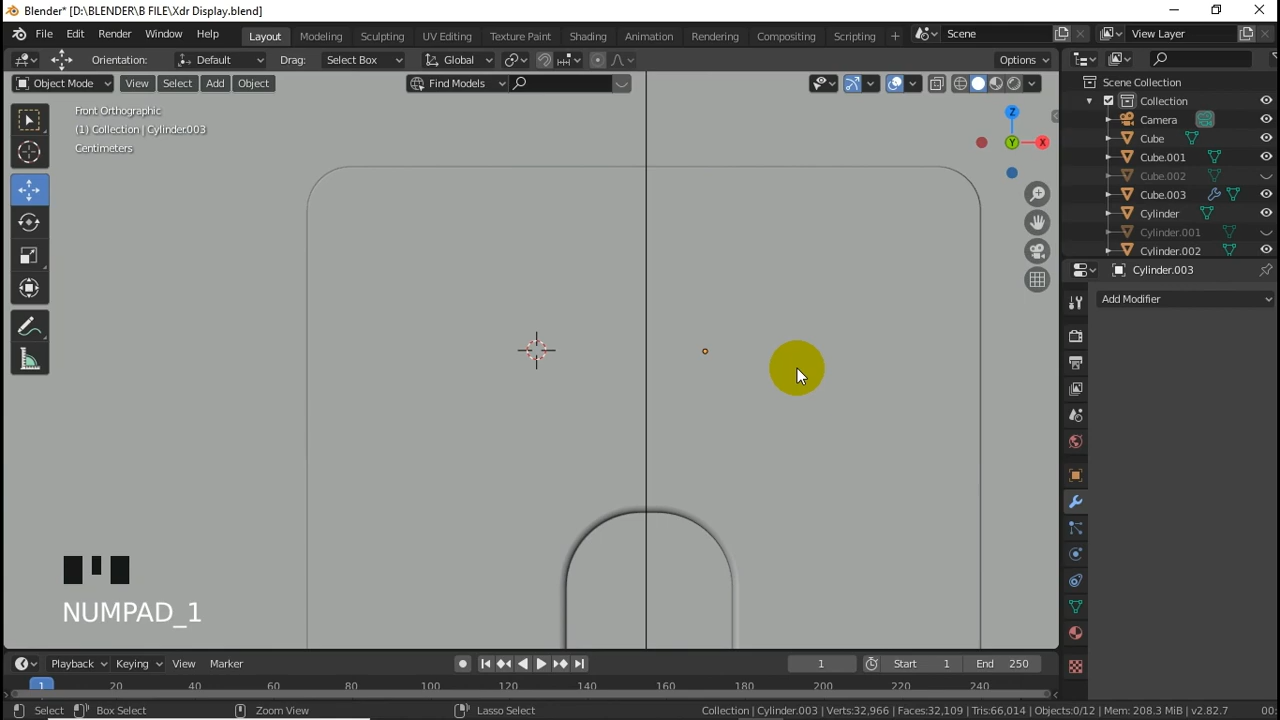 Blender* [D:\BLENDER\B FILE\Xdr Display.blend]
File Edit Render Window Help Layout Modeling Sculpting UV Editing Texture Paint Shading Animation Rendering Compositing Scripting + Scene View Layer
Orientation: Default Drag: Select Box Global Options
Object Mode View Select Add Object Find Models
Front Orthographic
(1) Collection | Cylinder003
Centimeters
Z
Y
X
Scene Collection
Collection
Camera
Cube
Cube.001
Cube.002
Cube.003
Cylinder
Cylinder.001
Cylinder.002
Cylinder.003
Add Modifier
NUMPAD_1
Playback Keying View Marker 1 Start 1 End 250
1 20 40 60 80 100 120 140 160 180 200 220 240
Select Box Select Zoom View Lasso Select Collection | Cylinder.003 | Verts:32,966 | Faces:32,109 | Tris:66,014 | Objects:0/12 | Mem: 208.3 MiB | v2.82.7
00: